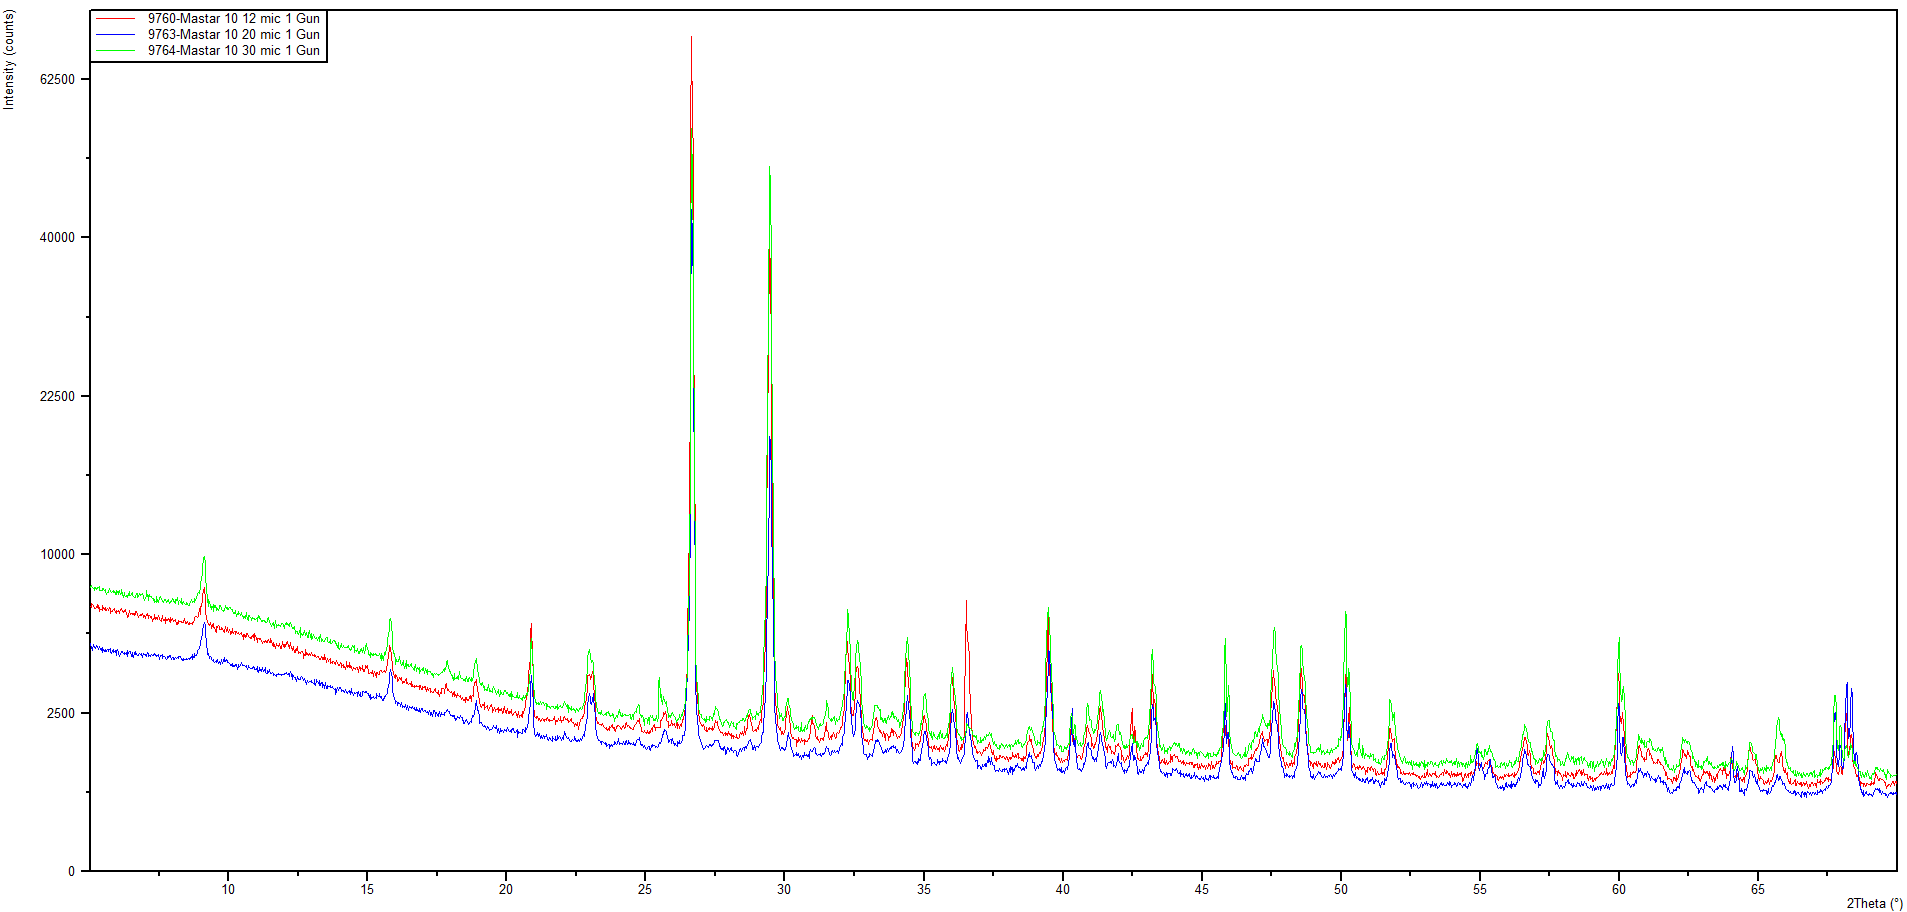 Intensity (counts)
9760-Mastar 10 12 mic 1 Gun
9763-Mastar 10 20 mic 1 Gun
9764-Mastar 10 30 mic 1 Gun
62500
40000
22500
10000
2500
0
10 15 20 25 30 35 40 45 50 55 60 65
2Theta (°)